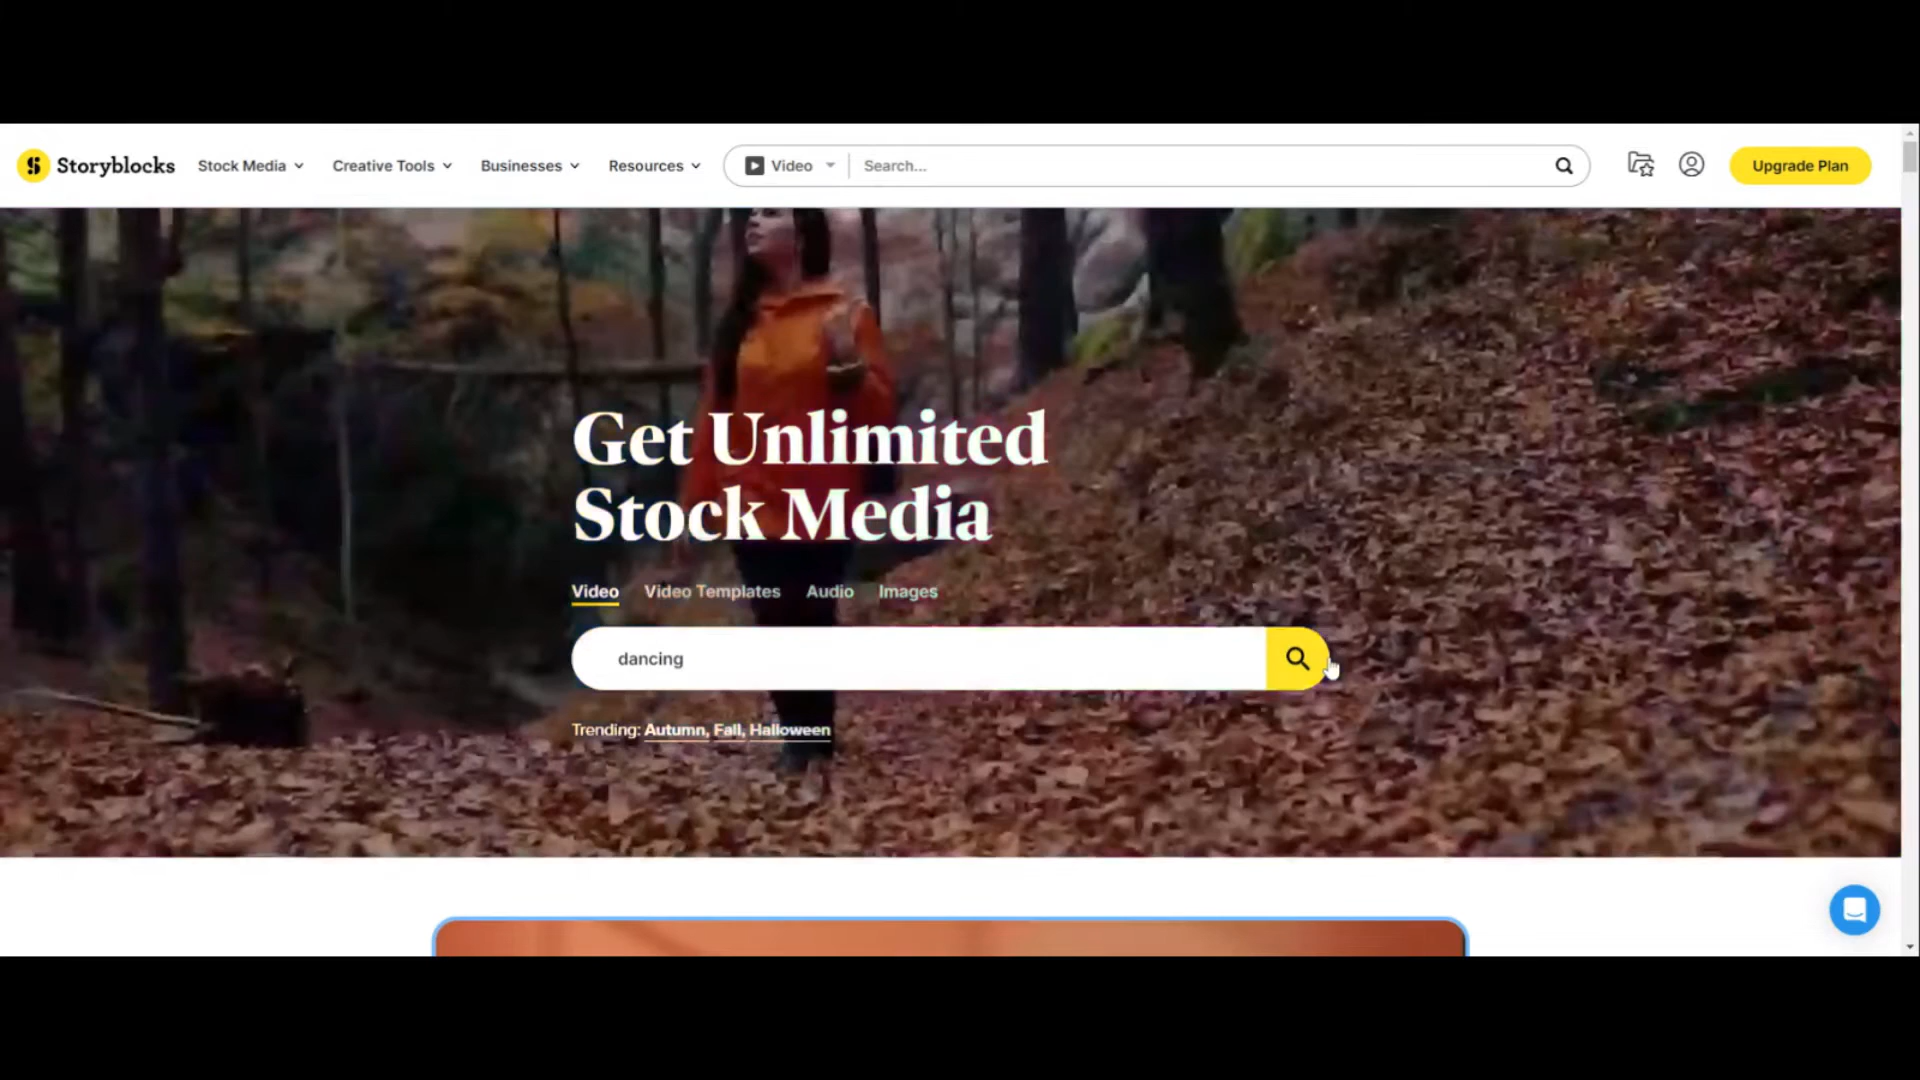 Storyblocks Stock Media Creative Tools Businesses Resources Video Search... Upgrade Plan
Get Unlimited
Stock Media
Video Video Templates Audio Images
dancing
Trending: Autumn, Fall, Halloween